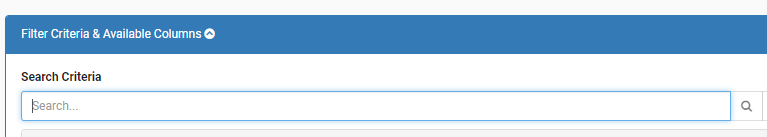 Filter Criteria & Available Columns
Search Criteria
Search...